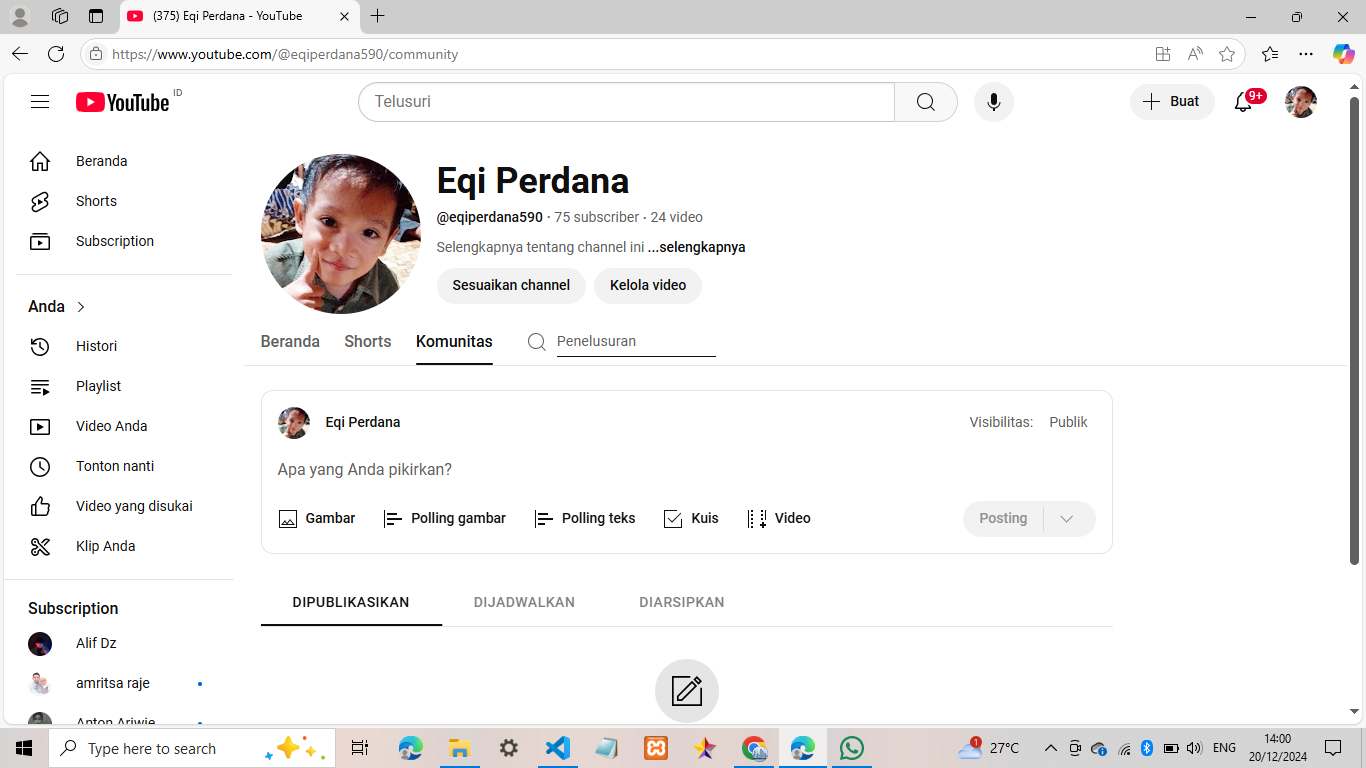 (375) Eqi Perdana - YouTube
https://www.youtube.com/@eqiperdana590/community
YouTube ID
Telusuri
Buat
9+
Beranda
Shorts
Subscription
Anda
Histori
Playlist
Video Anda
Tonton nanti
Video yang disukai
Klip Anda
Subscription
Alif Dz
amritsa raje
Anton Ariwie
Eqi Perdana
@eqiperdana590 · 75 subscriber · 24 video
Selengkapnya tentang channel ini ...selengkapnya
Sesuaikan channel Kelola video
Beranda Shorts Komunitas Penelusuran
Eqi Perdana Visibilitas: Publik
Apa yang Anda pikirkan?
Gambar Polling gambar Polling teks Kuis Video Posting
DIPUBLIKASIKAN DIJADWALKAN DIARSIPKAN
Type here to search
1
27°C
ENG
14:00
20/12/2024